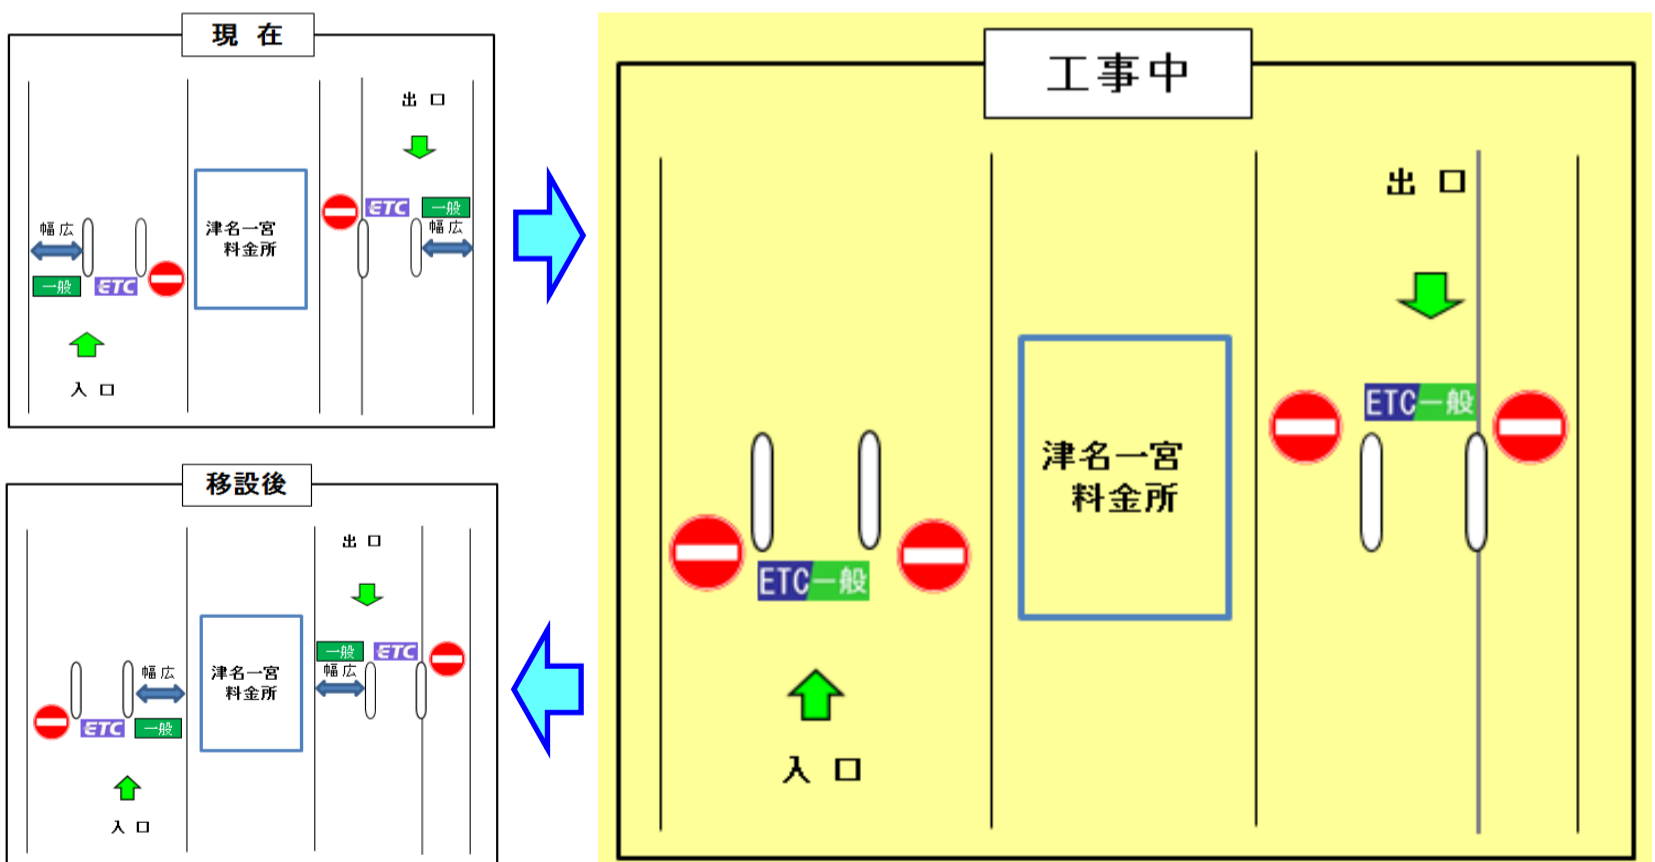 現 在
出 口
ETC
一般
幅 広
津名一宮
料金所
幅 広
一般
ETC
入 口
工事中
出 口
ETC一般
津名一宮
料金所
ETC一般
入 口
移設後
出 口
一般
ETC
幅 広
津名一宮
料金所
幅 広
ETC
一般
入 口